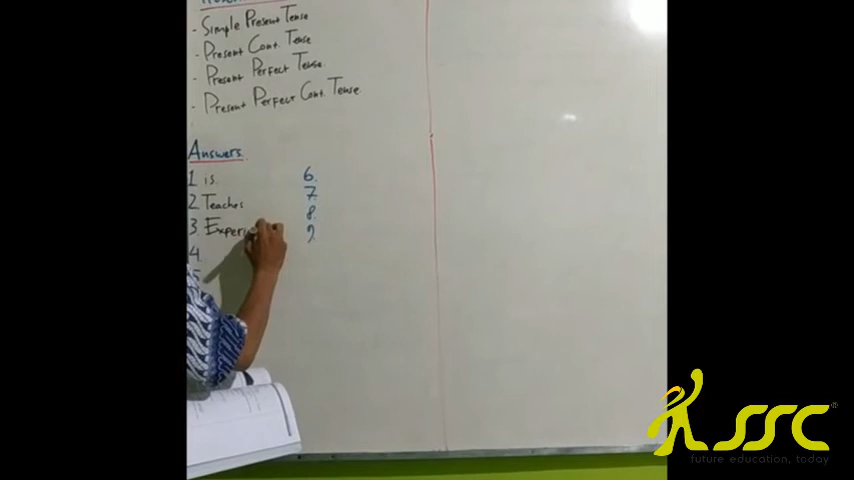 - Simple Present Tense
- Present Cont. Tense
- Present Perfect Tense.
- Present Perfect Cont. Tense
Answers
1 is.
2. Teaches
3. Experi
4.
5
6.
7.
8.
9.
SSC®
future education, today